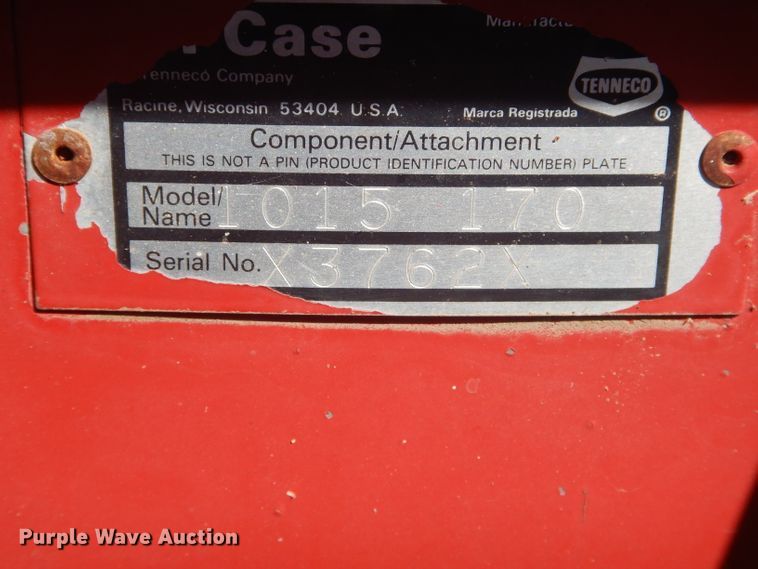 Case
Tenneco Company
TENNECO
Racine, Wisconsin 53404 U.S.A.
Marca Registrada
®
Component/Attachment
THIS IS NOT A PIN (PRODUCT IDENTIFICATION NUMBER) PLATE
Model/
Name 1015 170
Serial No. X3762X
Purple Wave Auction